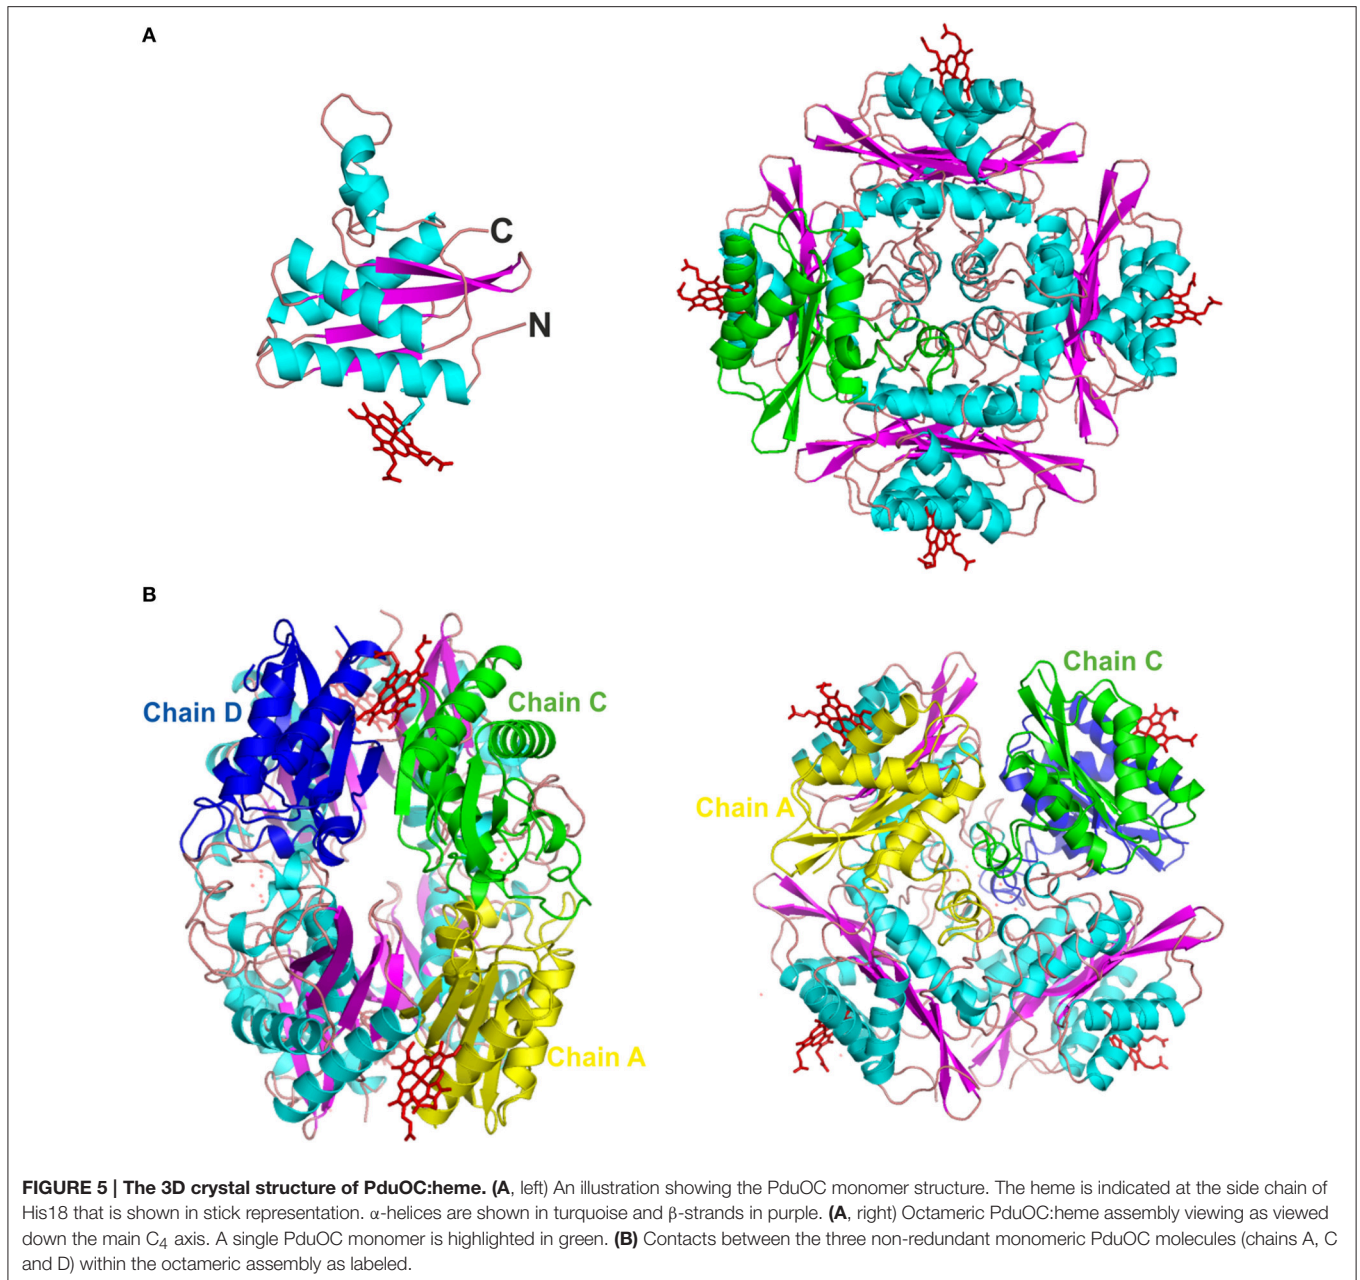 A
C
N
B
Chain D
Chain C
Chain A
Chain C
Chain A
FIGURE 5 | The 3D crystal structure of PduOC:heme. (A, left) An illustration showing the PduOC monomer structure. The heme is indicated at the side chain of
His18 that is shown in stick representation. α-helices are shown in turquoise and β-strands in purple. (A, right) Octameric PduOC:heme assembly viewing as viewed
down the main C₄ axis. A single PduOC monomer is highlighted in green. (B) Contacts between the three non-redundant monomeric PduOC molecules (chains A, C
and D) within the octameric assembly as labeled.